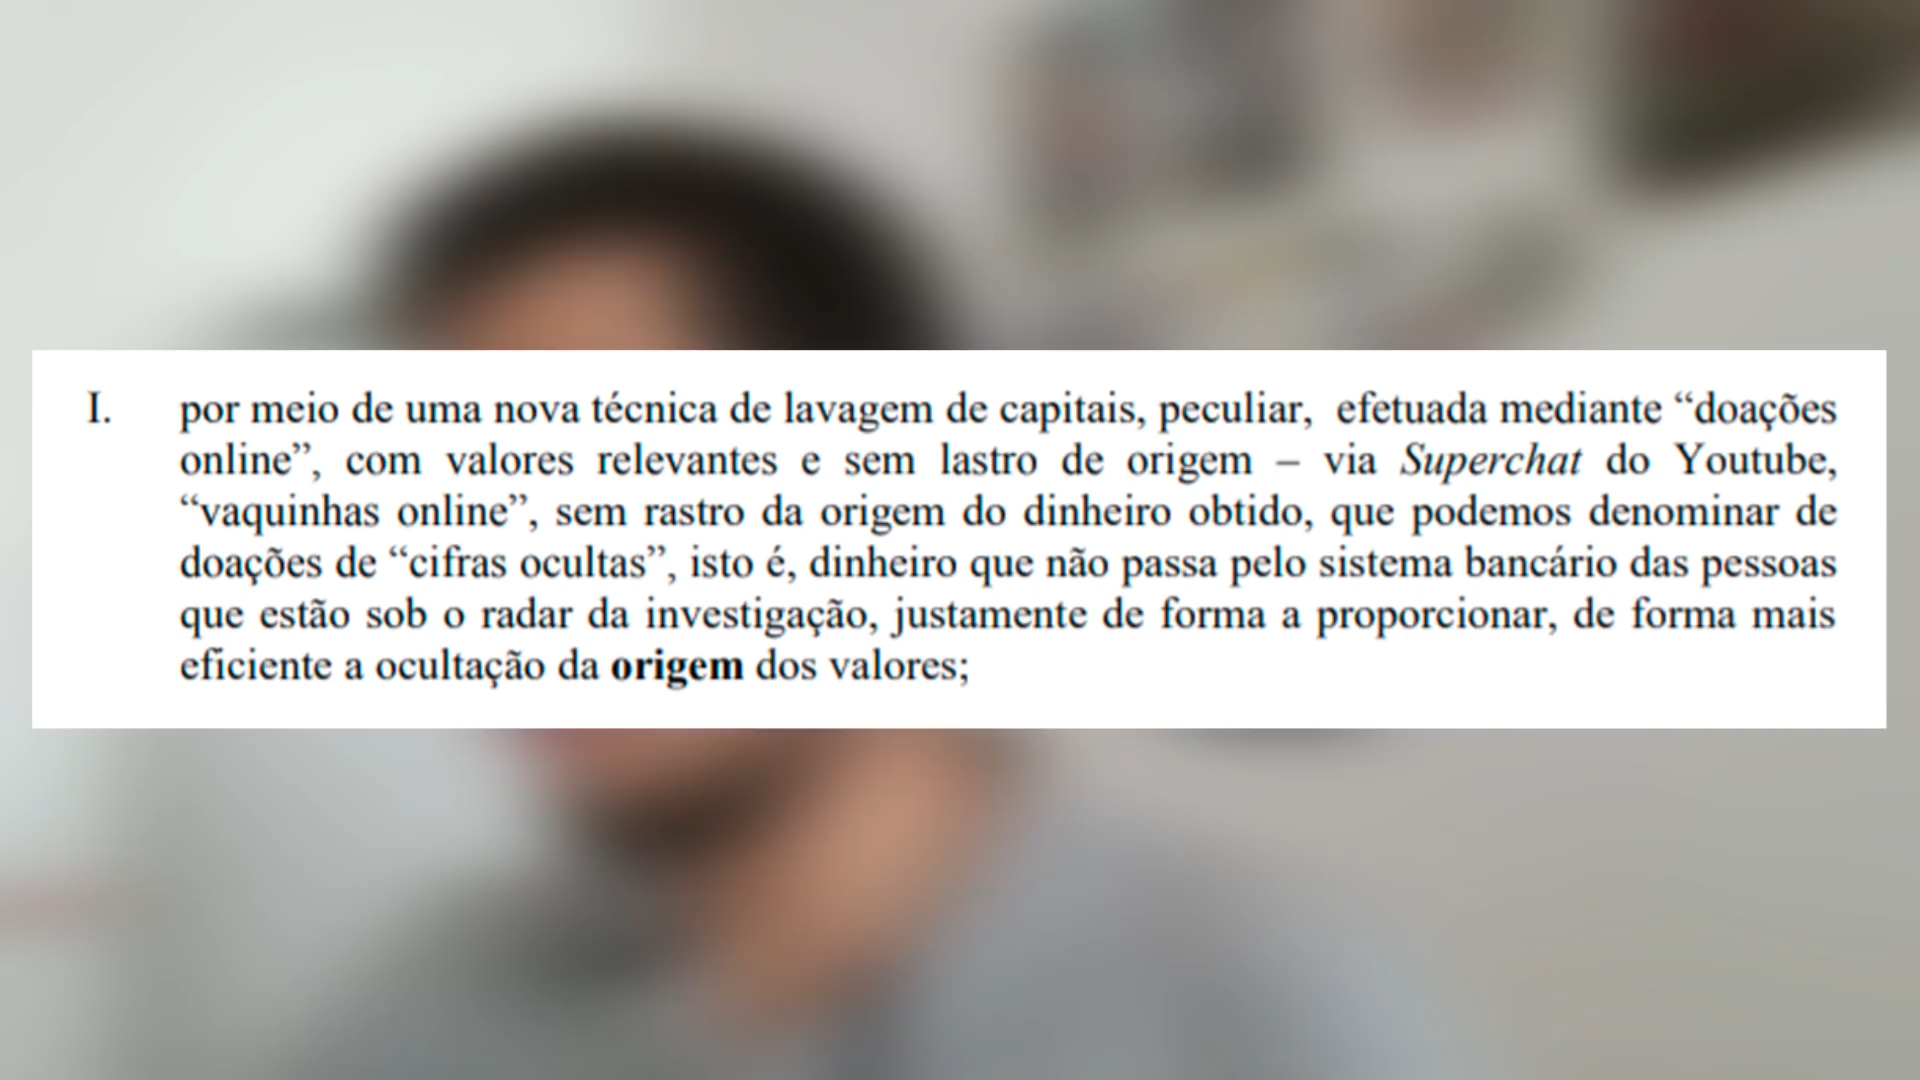 I. por meio de uma nova técnica de lavagem de capitais, peculiar, efetuada mediante “doações
online”, com valores relevantes e sem lastro de origem – via Superchat do Youtube,
“vaquinhas online”, sem rastro da origem do dinheiro obtido, que podemos denominar de
doações de “cifras ocultas”, isto é, dinheiro que não passa pelo sistema bancário das pessoas
que estão sob o radar da investigação, justamente de forma a proporcionar, de forma mais
eficiente a ocultação da origem dos valores;